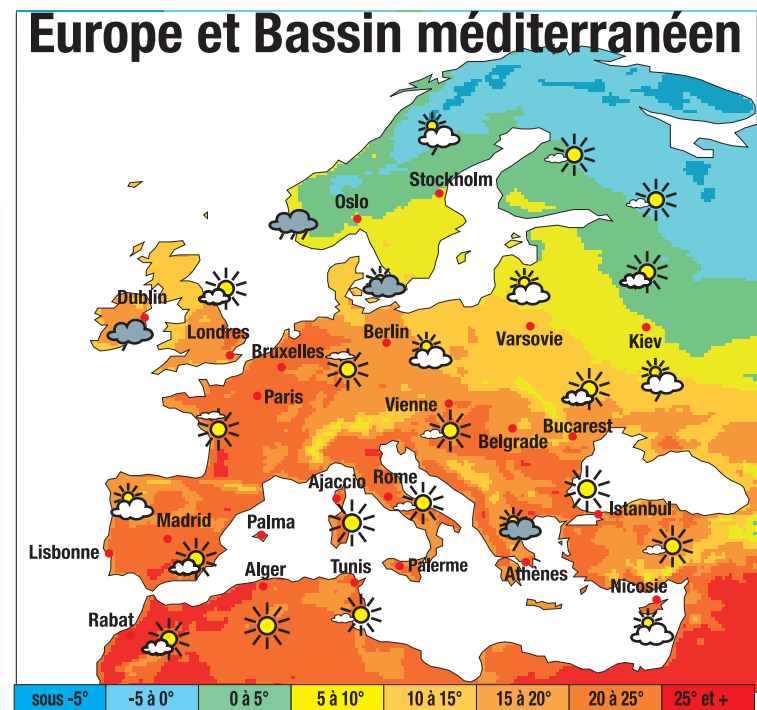 Europe et Bassin méditerranéen
Stockholm
Oslo
Dublin
Londres
Berlin
Varsovie
Kiev
Bruxelles
Paris
Vienne
Bucarest
Belgrade
Ajaccio
Rome
Istanbul
Madrid
Palma
Lisbonne
Alger
Tunis
Palerme
Athènes
Nicosie
Rabat
sous -5° -5 à 0° 0 à 5° 5 à 10° 10 à 15° 15 à 20° 20 à 25° 25° et +